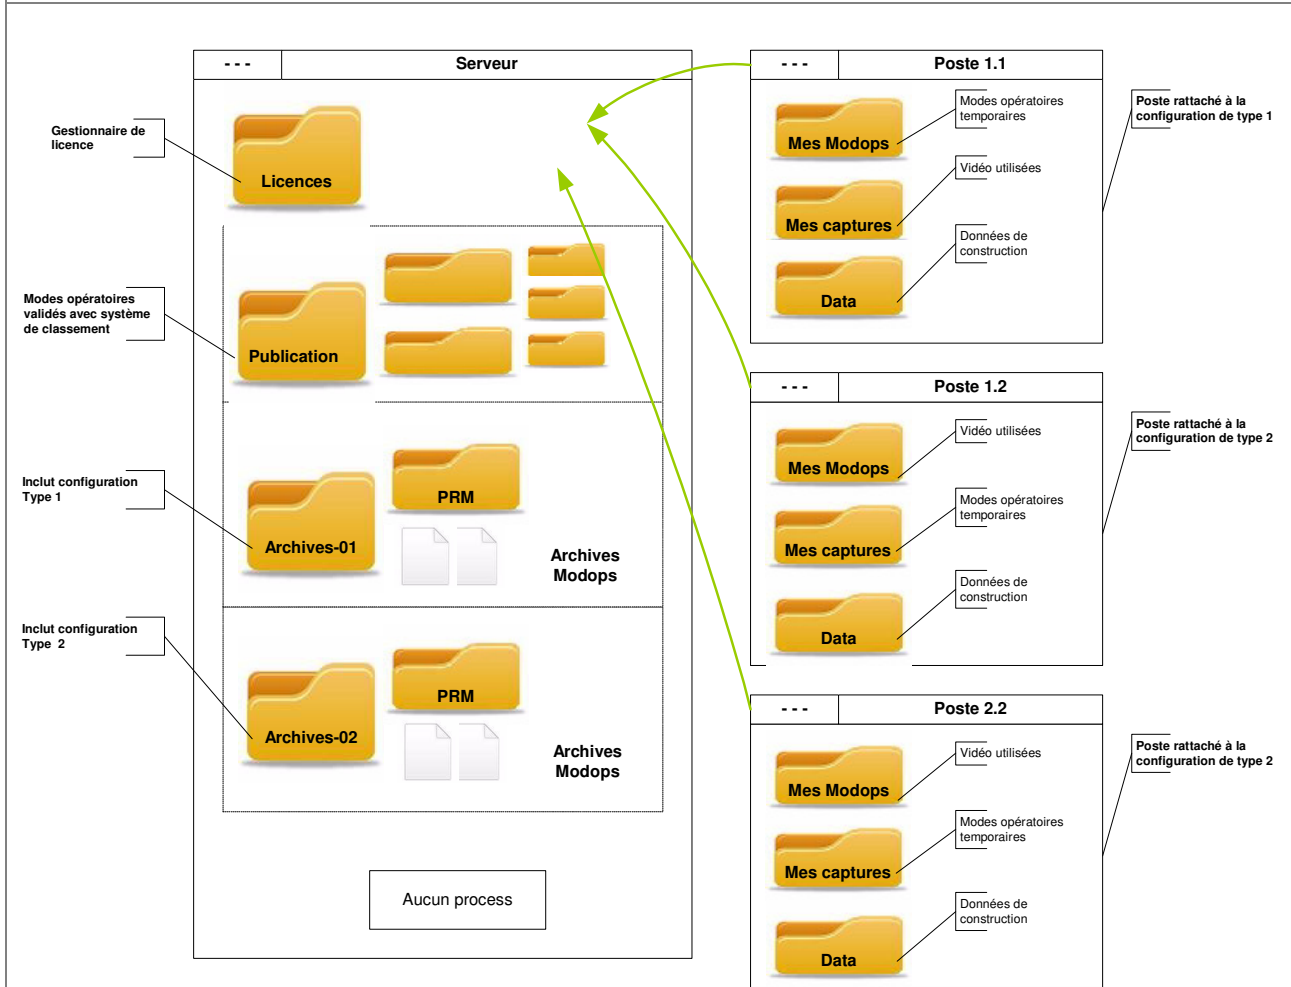 - - -
Serveur
Gestionnaire de
licence
Licences
Modes opératoires
validés avec système
de classement
Publication
Inclut configuration
Type 1
Archives-01
PRM
Archives
Modops
Inclut configuration
Type  2
Archives-02
PRM
Archives
Modops
Aucun process
- - -
Poste 1.1
Mes Modops
Modes opératoires
temporaires
Mes captures
Vidéo utilisées
Data
Données de
construction
Poste rattaché à la
configuration de type 1
- - -
Poste 1.2
Mes Modops
Vidéo utilisées
Mes captures
Modes opératoires
temporaires
Data
Données de
construction
Poste rattaché à la
configuration de type 2
- - -
Poste 2.2
Mes Modops
Vidéo utilisées
Mes captures
Modes opératoires
temporaires
Data
Données de
construction
Poste rattaché à la
configuration de type 2